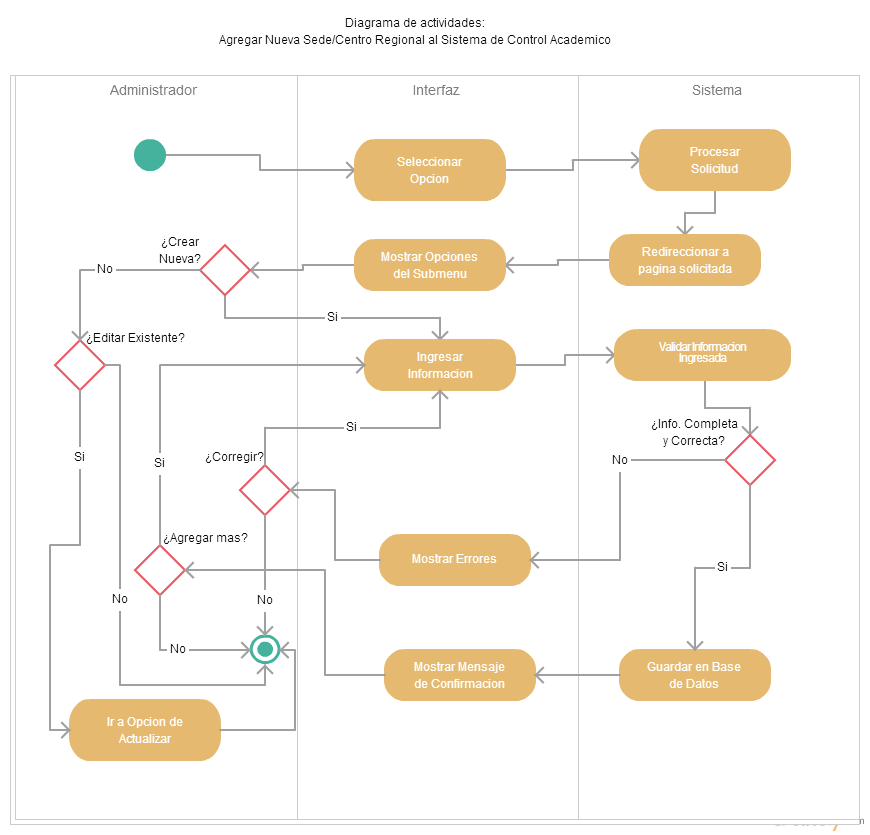 Diagrama de actividades:
Agregar Nueva Sede/Centro Regional al Sistema de Control Academico
Administrador
Interfaz
Sistema
Seleccionar
Opcion
Procesar
Solicitud
¿Crear
Nueva?
Mostrar Opciones
del Submenu
Redireccionar a
pagina solicitada
No
Si
¿Editar Existente?
Ingresar
Informacion
Validar Informacion
Ingresada
¿Info. Completa
y Correcta?
Si
Si
Si
¿Corregir?
No
¿Agregar mas?
Mostrar Errores
Si
No
No
No
Mostrar Mensaje
de Confirmacion
Guardar en Base
de Datos
Ir a Opcion de
Actualizar